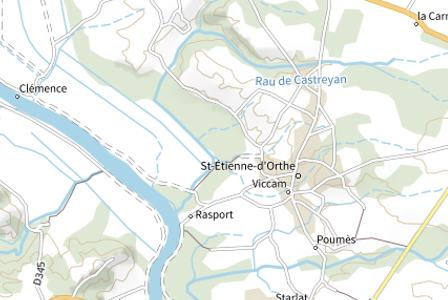 la Carr
Rau de Castreyan
Clémence
St-Étienne-d'Orthe
Viccam
Rasport
Poumès
D345
Starlat